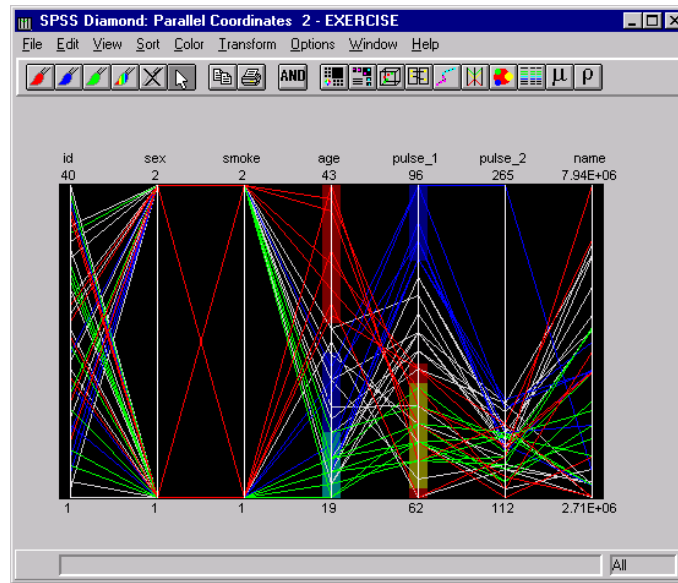 SPSS Diamond: Parallel Coordinates 2 - EXERCISE
File Edit View Sort Color Transform Options Window Help
AND μ ρ
id sex smoke age pulse_1 pulse_2 name
40 2 2 43 96 265 7.94E+06
1 1 1 19 62 112 2.71E+06
All